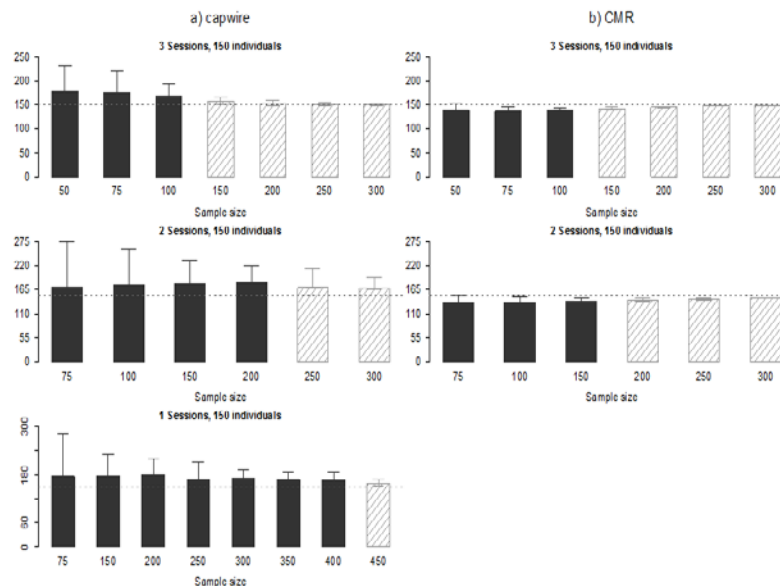 a) capwire
b) CMR
3 Sessions, 150 individuals
250
200
150
100
50
0
50 75 100 150 200 250 300
Sample size
3 Sessions, 150 individuals
250
200
150
100
50
0
50 75 100 150 200 250 300
Sample size
2 Sessions, 150 individuals
275
220
165
110
55
0
75 100 150 200 250 300
Sample size
2 Sessions, 150 individuals
275
220
165
110
55
0
75 100 150 200 250 300
Sample size
1 Sessions, 150 individuals
300
180
60
0
75 150 200 250 300 350 400 450
Sample size